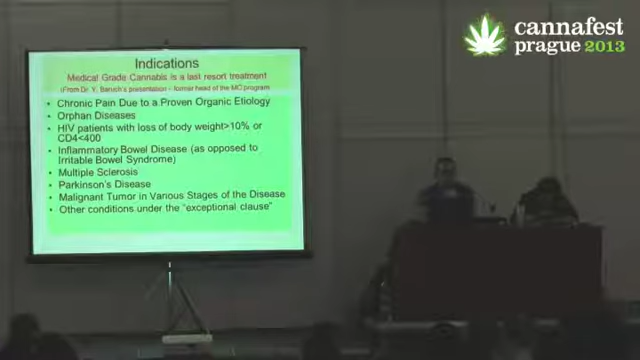 cannafest
prague 2013
Indications
Medical Grade Cannabis is a last resort treatment
(From Dr. Y. Baruch's presentation – former head of the MC program
• Chronic Pain Due to a Proven Organic Etiology
• Orphan Diseases
• HIV patients with loss of body weight>10% or
CD4<400
• Inflammatory Bowel Disease (as opposed to
Irritable Bowel Syndrome)
• Multiple Sclerosis
• Parkinson's Disease
• Malignant Tumor in Various Stages of the Disease
• Other conditions under the "exceptional clause"